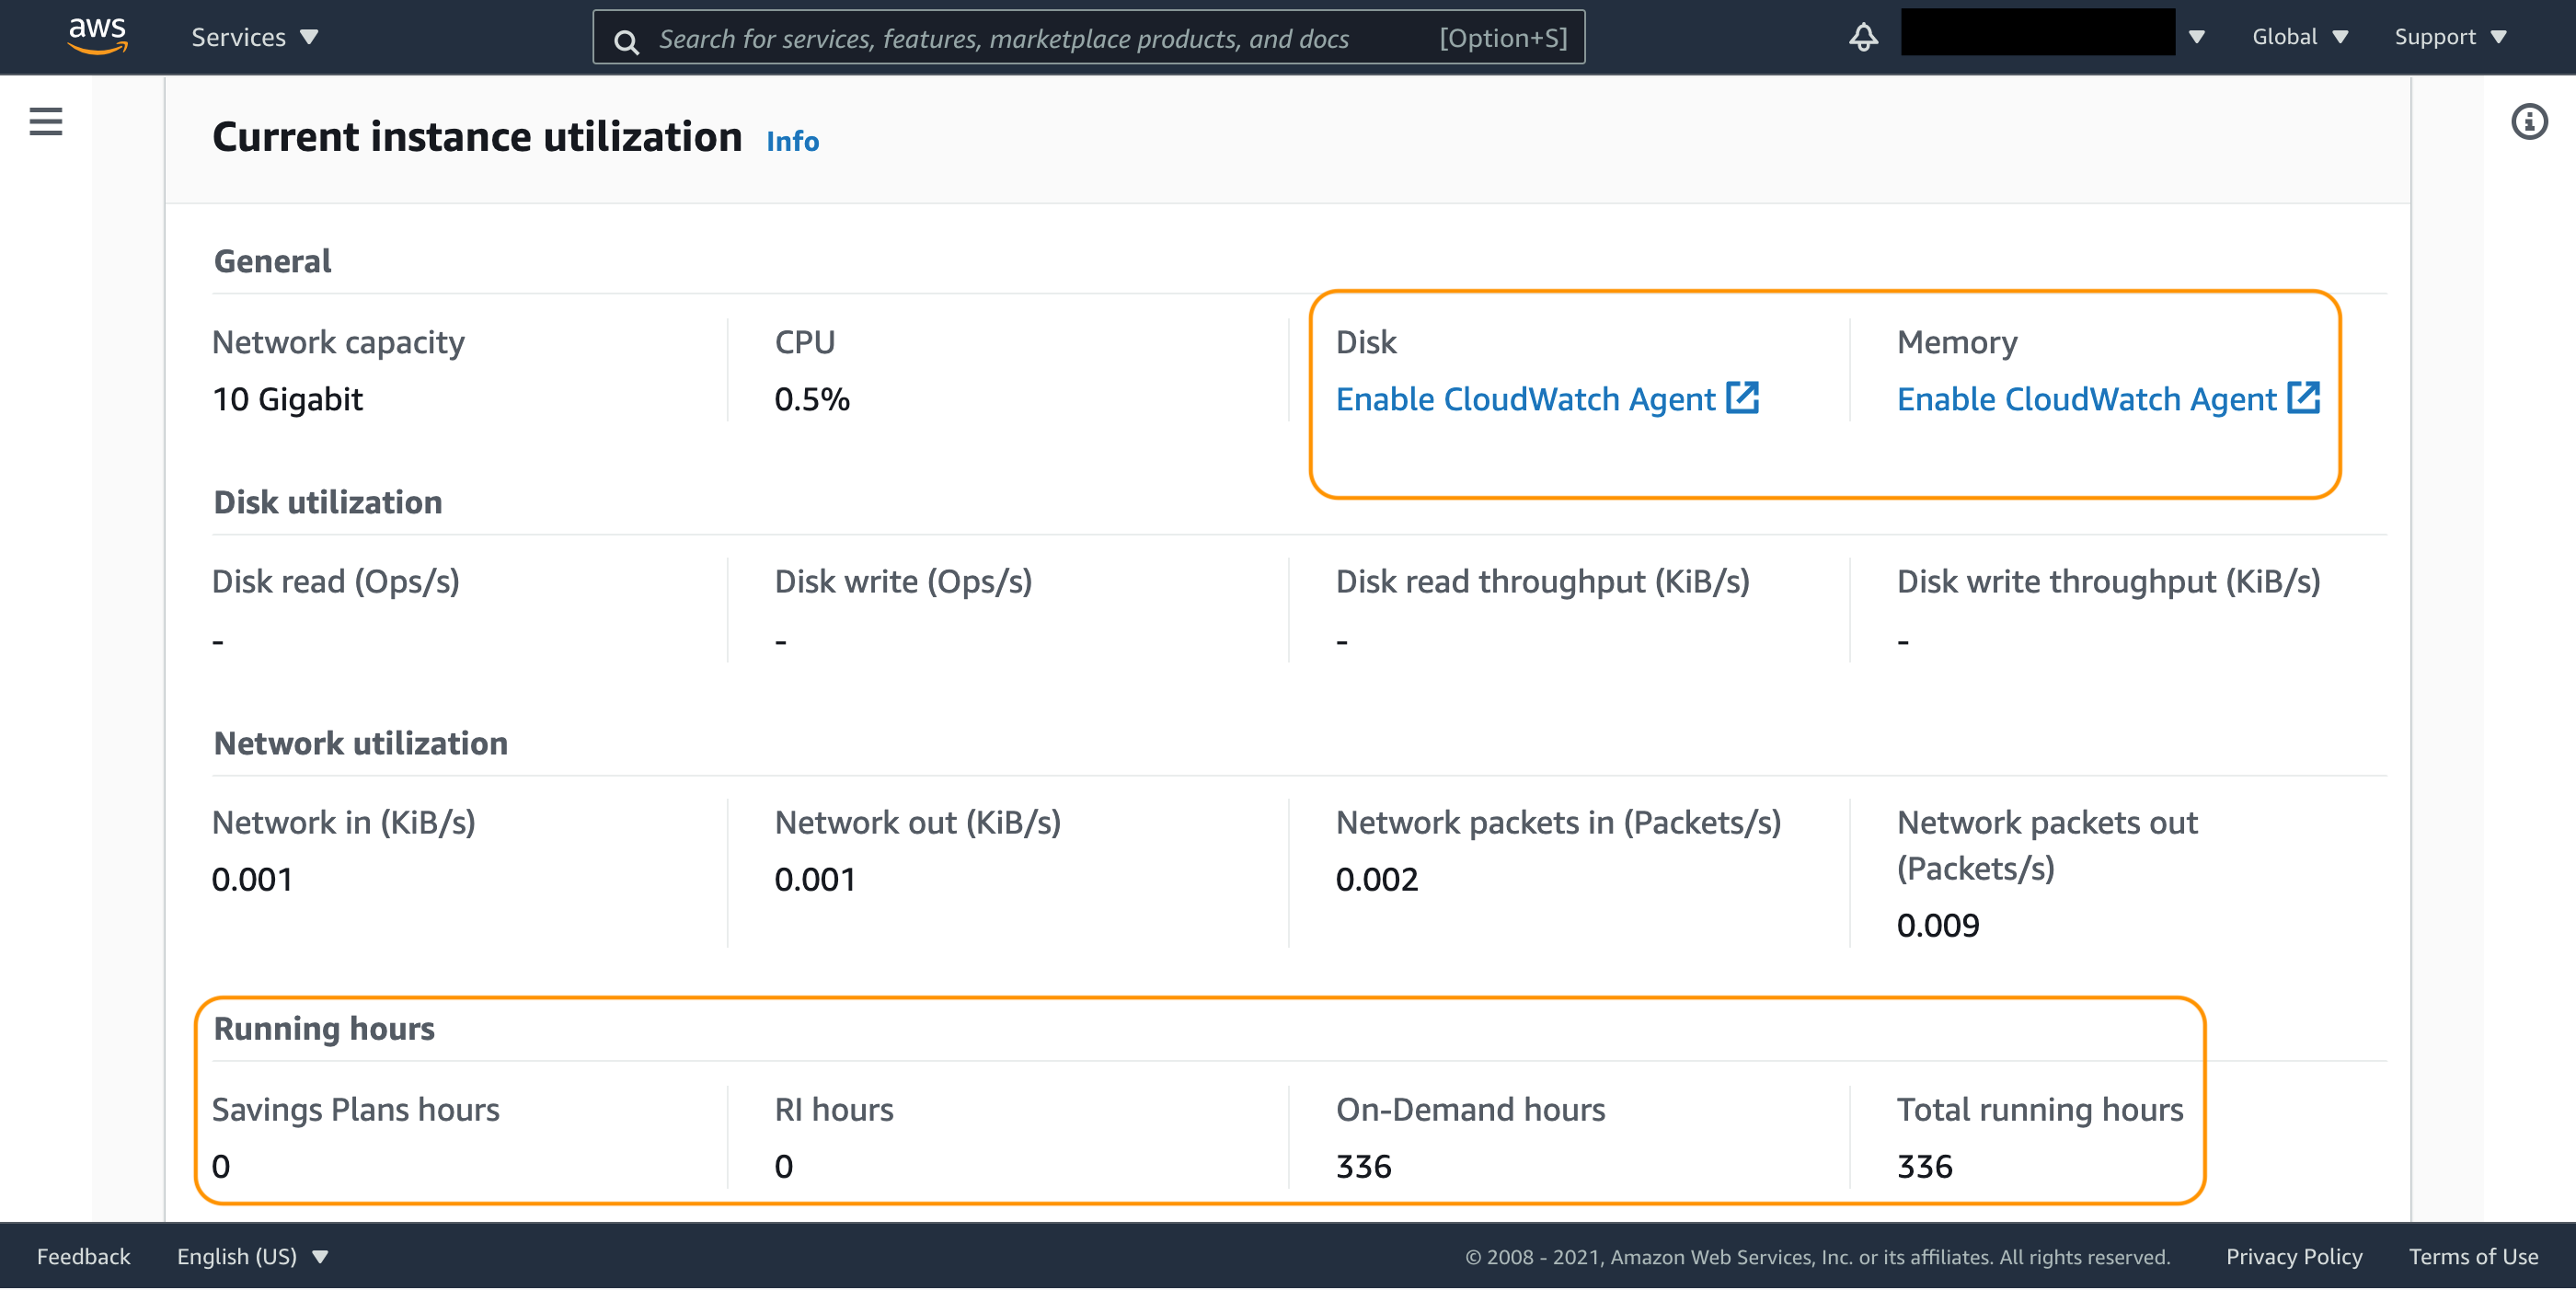 aws Services Search for services, features, marketplace products, and docs [Option+S] Global Support
Current instance utilization Info
General
Network capacity CPU Disk Memory
10 Gigabit 0.5% Enable CloudWatch Agent Enable CloudWatch Agent
Disk utilization
Disk read (Ops/s) Disk write (Ops/s) Disk read throughput (KiB/s) Disk write throughput (KiB/s)
- - - -
Network utilization
Network in (KiB/s) Network out (KiB/s) Network packets in (Packets/s) Network packets out
(Packets/s)
0.001 0.001 0.002
0.009
Running hours
Savings Plans hours RI hours On-Demand hours Total running hours
0 0 336 336
Feedback English (US) © 2008 - 2021, Amazon Web Services, Inc. or its affiliates. All rights reserved. Privacy Policy Terms of Use